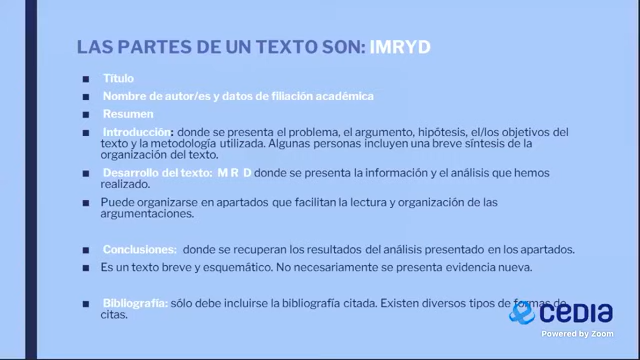 LAS PARTES DE UN TEXTO SON: IMRYD
Título
Nombre de autor/es y datos de filiación académica
Resumen
Introducción: donde se presenta el problema, el argumento, hipótesis, el/los objetivos del
texto y la metodología utilizada. Algunas personas incluyen una breve síntesis de la
organización del texto.
Desarrollo del texto: M R D donde se presenta la información y el análisis que hemos
realizado.
Puede organizarse en apartados que facilitan la lectura y organización de las
argumentaciones.
Conclusiones: donde se recuperan los resultados del análisis presentado en los apartados.
Es un texto breve y esquemático. No necesariamente se presenta evidencia nueva.
Bibliografía: sólo debe incluirse la bibliografía citada. Existen diversos tipos de formas de
citas.
cedia
Powered by Zoom